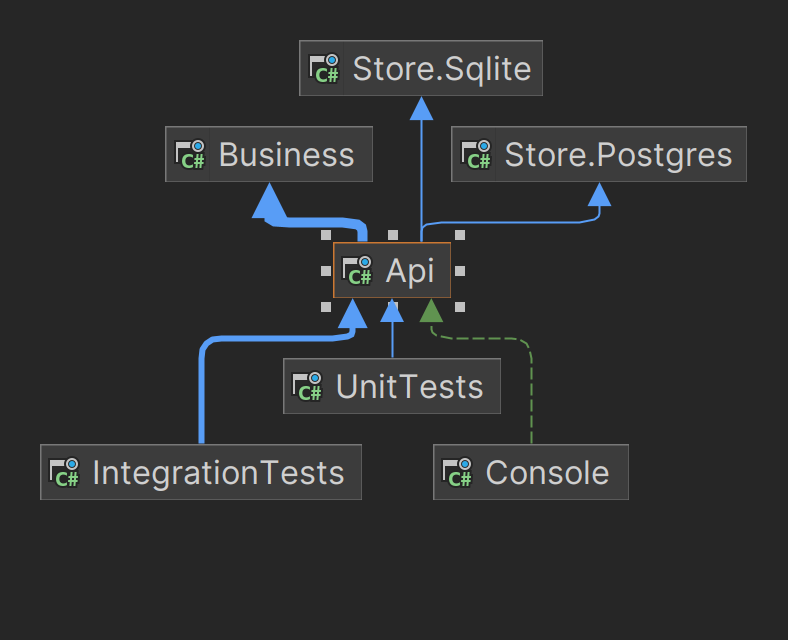 C# Store.Sqlite
C# Business
C# Store.Postgres
C# Api
C# UnitTests
C# IntegrationTests
C# Console